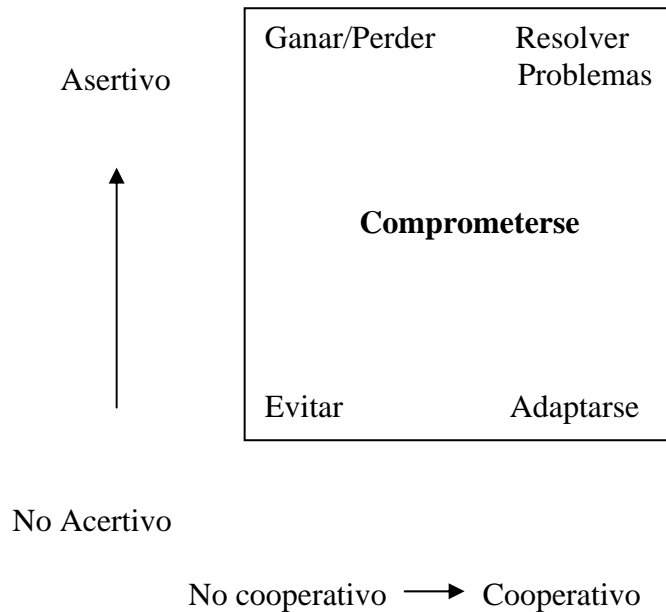 Ganar/Perder Resolver
Asertivo Problemas
Comprometerse
Evitar Adaptarse
No Acertivo
No cooperativo Cooperativo